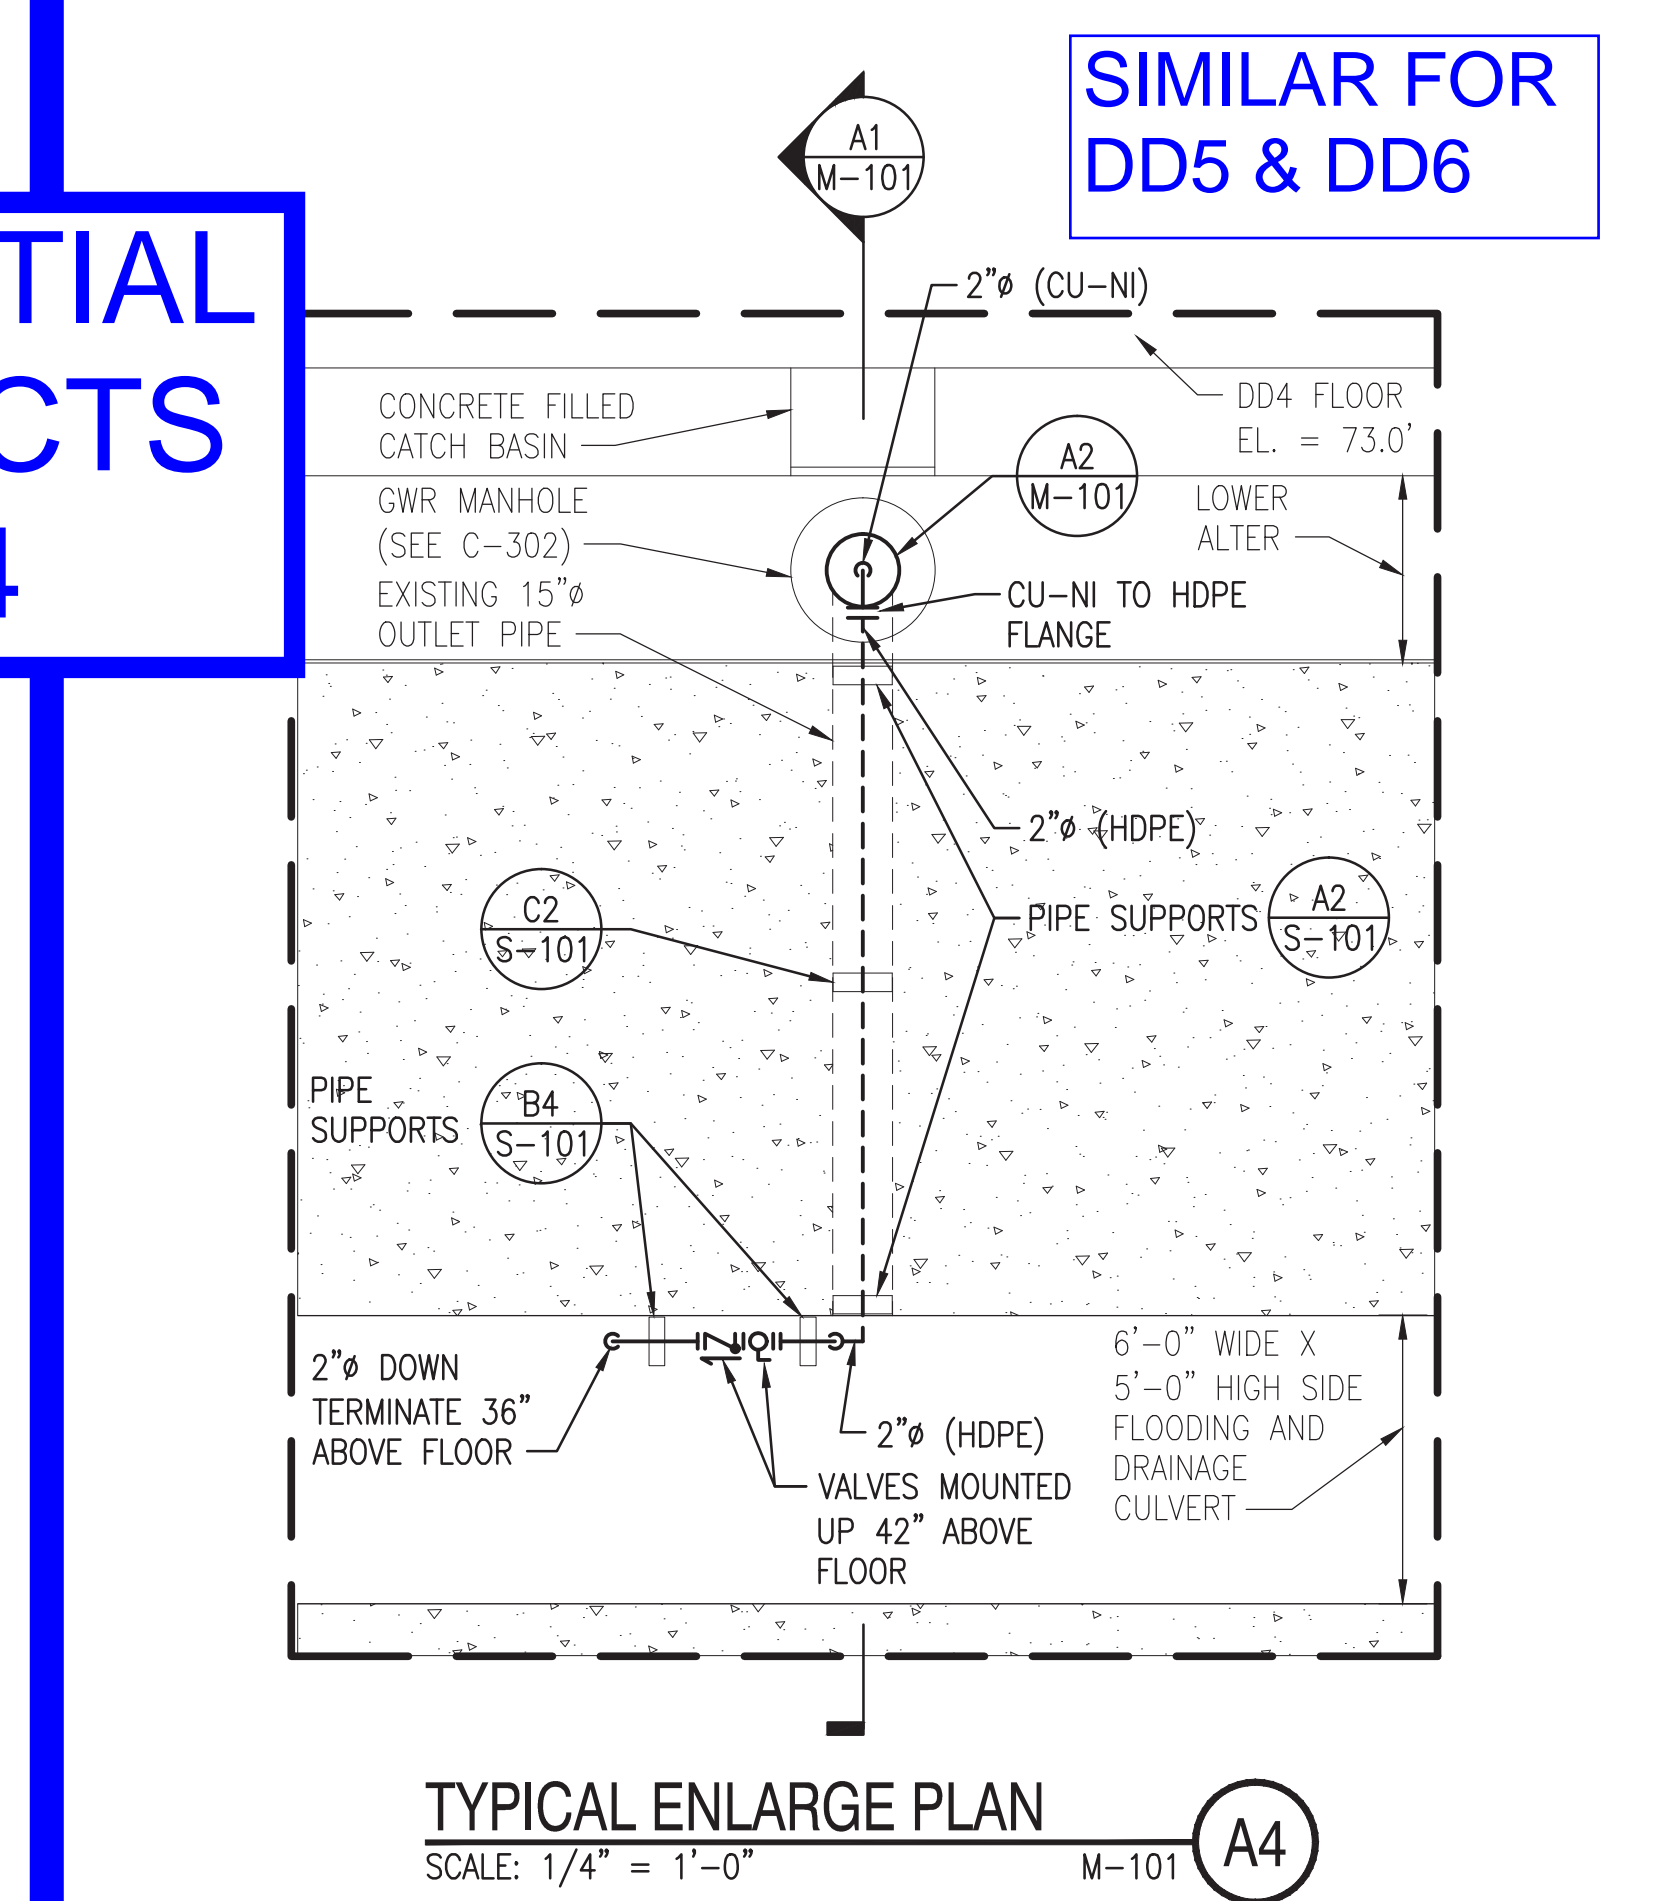 SIMILAR FOR
DD5 & DD6
A1
M-101
TIAL
CTS
4
2"ø (CU-NI)
CONCRETE FILLED
CATCH BASIN
DD4 FLOOR
EL. = 73.0'
A2
M-101
GWR MANHOLE
(SEE C-302)
LOWER
ALTER
EXISTING 15"ø
OUTLET PIPE
CU-NI TO HDPE
FLANGE
2"ø (HDPE)
C2
S-101
PIPE SUPPORTS
A2
S-101
PIPE
SUPPORTS
B4
S-101
2"ø DOWN
TERMINATE 36"
ABOVE FLOOR
2"ø (HDPE)
VALVES MOUNTED
UP 42" ABOVE
FLOOR
6'-0" WIDE X
5'-0" HIGH SIDE
FLOODING AND
DRAINAGE
CULVERT
TYPICAL ENLARGE PLAN
SCALE: 1/4" = 1'-0"
M-101
A4